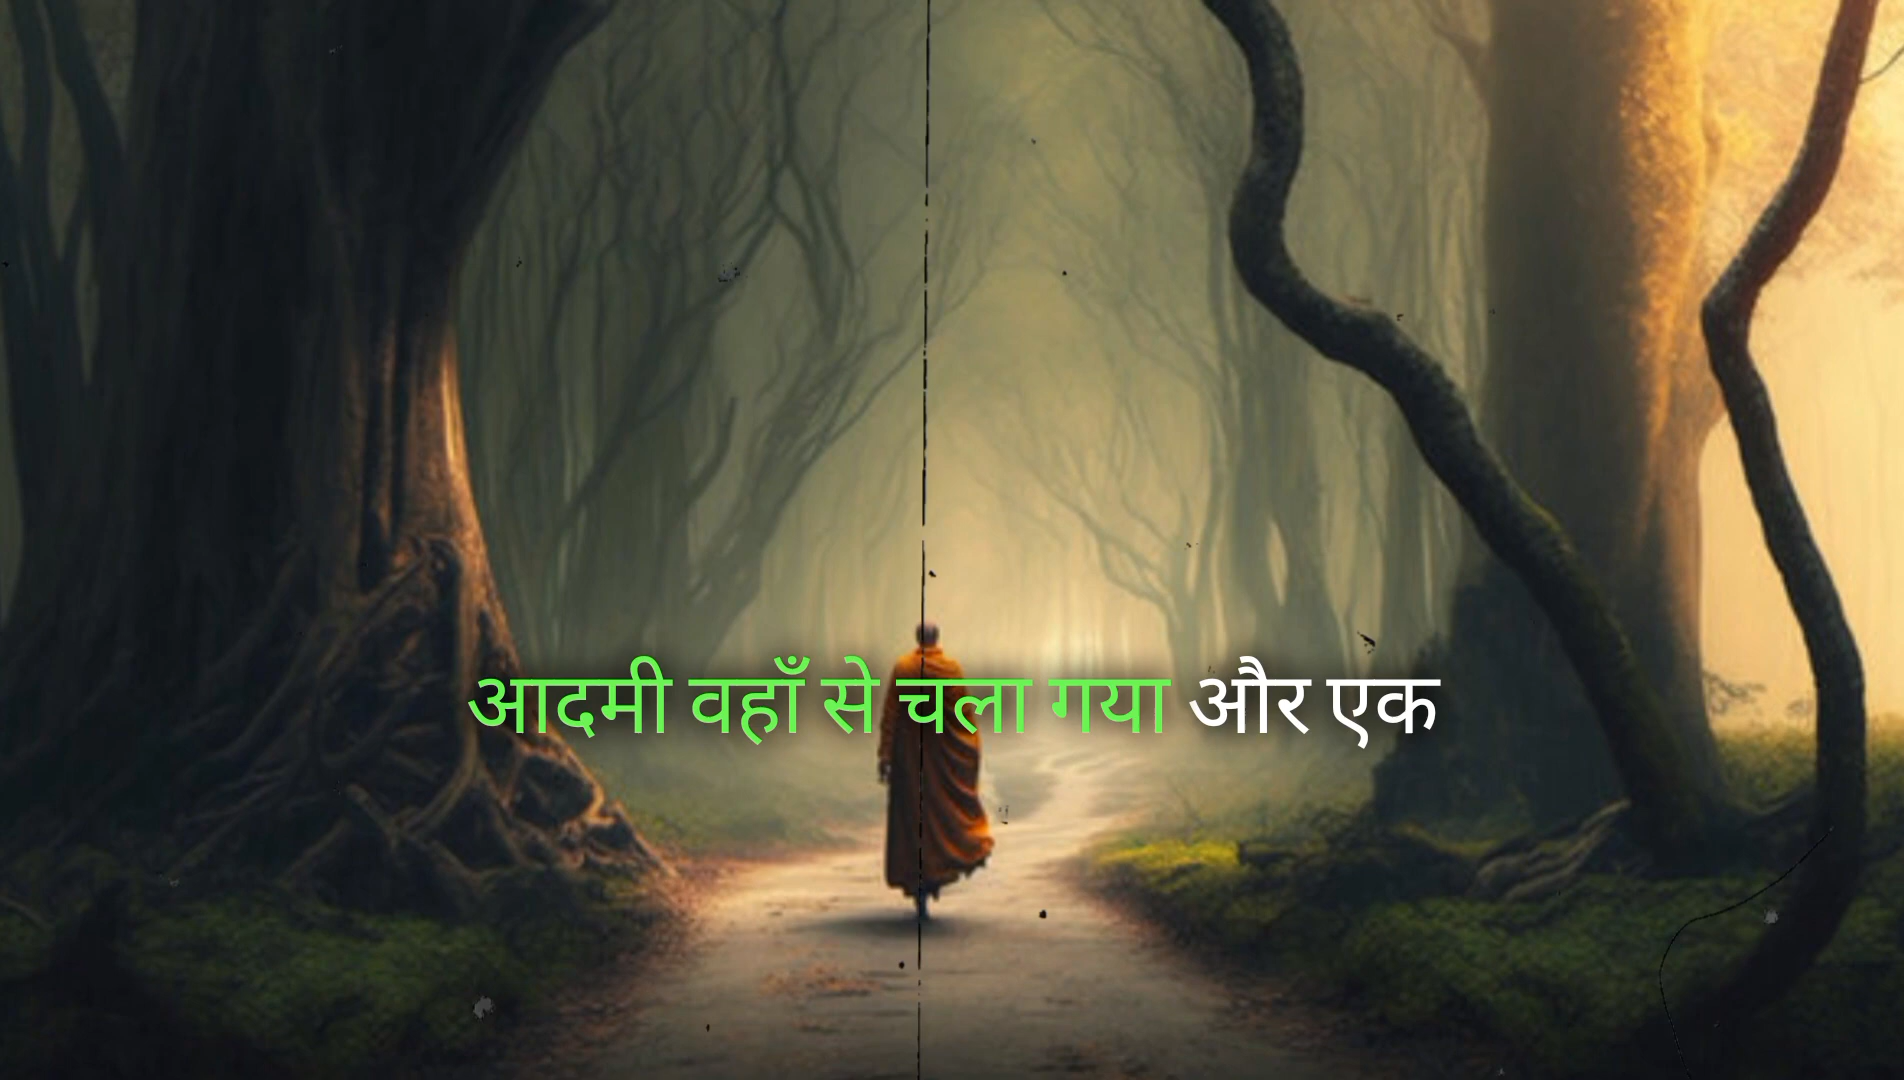 आदमी वहाँ से चला गया और एक